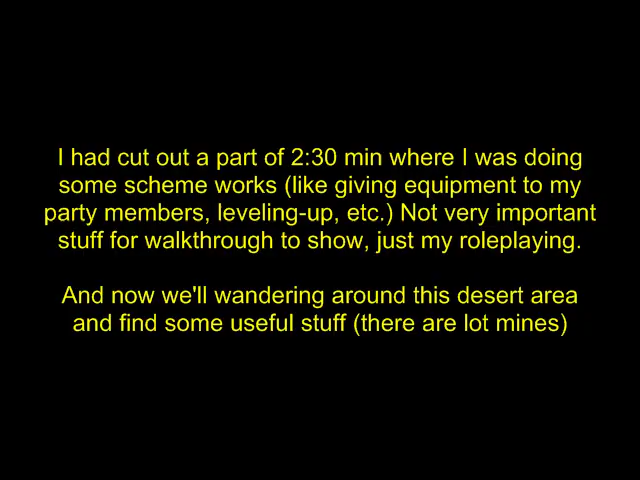 I had cut out a part of 2:30 min where I was doing
some scheme works (like giving equipment to my
party members, leveling-up, etc.) Not very important
stuff for walkthrough to show, just my roleplaying.
And now we'll wandering around this desert area
and find some useful stuff (there are lot mines)